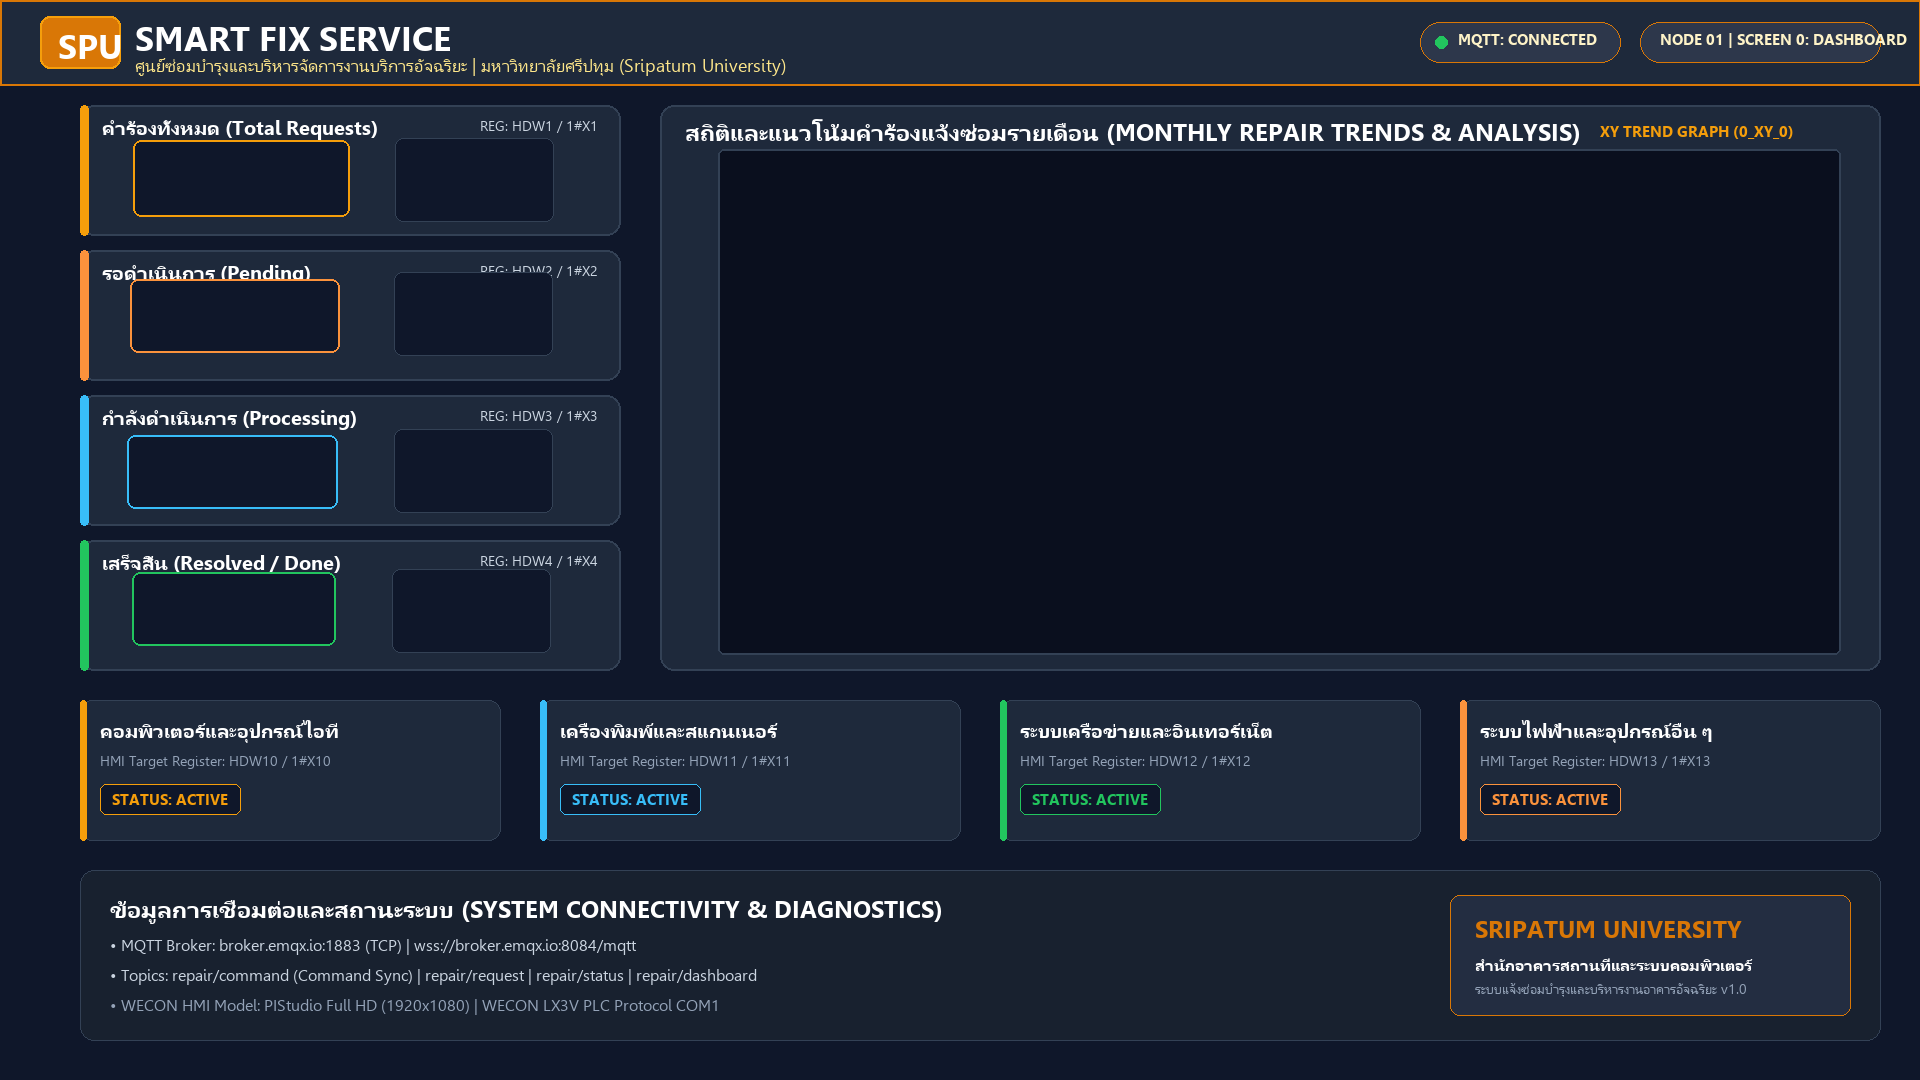 SPU
SMART FIX SERVICE
ศูนย์ซ่อมบำรุงและบริหารจัดการงานบริการอัจฉริยะ | มหาวิทยาลัยศรีปทุม (Sripatum University)
MQTT: CONNECTED
NODE 01 | SCREEN 0: DASHBOARD
คำร้องทั้งหมด (Total Requests)
REG: HDW1 / 1#X1
รอดำเนินการ (Pending)
REG: HDW2 / 1#X2
กำลังดำเนินการ (Processing)
REG: HDW3 / 1#X3
เสร็จสิ้น (Resolved / Done)
REG: HDW4 / 1#X4
สถิติและแนวโน้มคำร้องแจ้งซ่อมรายเดือน (MONTHLY REPAIR TRENDS & ANALYSIS)
XY TREND GRAPH (0_XY_0)
คอมพิวเตอร์และอุปกรณ์ไอที
HMI Target Register: HDW10 / 1#X10
STATUS: ACTIVE
เครื่องพิมพ์และสแกนเนอร์
HMI Target Register: HDW11 / 1#X11
STATUS: ACTIVE
ระบบเครือข่ายและอินเทอร์เน็ต
HMI Target Register: HDW12 / 1#X12
STATUS: ACTIVE
ระบบไฟฟ้าและอุปกรณ์อื่น ๆ
HMI Target Register: HDW13 / 1#X13
STATUS: ACTIVE
ข้อมูลการเชื่อมต่อและสถานะระบบ (SYSTEM CONNECTIVITY & DIAGNOSTICS)
• MQTT Broker: broker.emqx.io:1883 (TCP) | wss://broker.emqx.io:8084/mqtt
• Topics: repair/command (Command Sync) | repair/request | repair/status | repair/dashboard
• WECON HMI Model: PIStudio Full HD (1920x1080) | WECON LX3V PLC Protocol COM1
SRIPATUM UNIVERSITY
สำนักอาคารสถานที่และระบบคอมพิวเตอร์
ระบบแจ้งซ่อมบำรุงและบริหารงานอาคารอัจฉริยะ v1.0